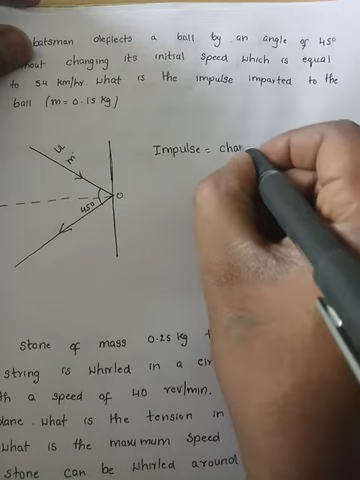 batsman deflects a ball by an angle of 45°
out changing its initial speed which is equal
to 54 km/hr. what is the impulse imparted to the
ball (m = 0.15 kg)
u
m
Impulse = cha
O
45°
stone of mass 0.25 kg
string is whirled in a cir
th a speed of 40 rev/min.
plane. what is the tension in
what is the maximum speed
stone can be whirled around